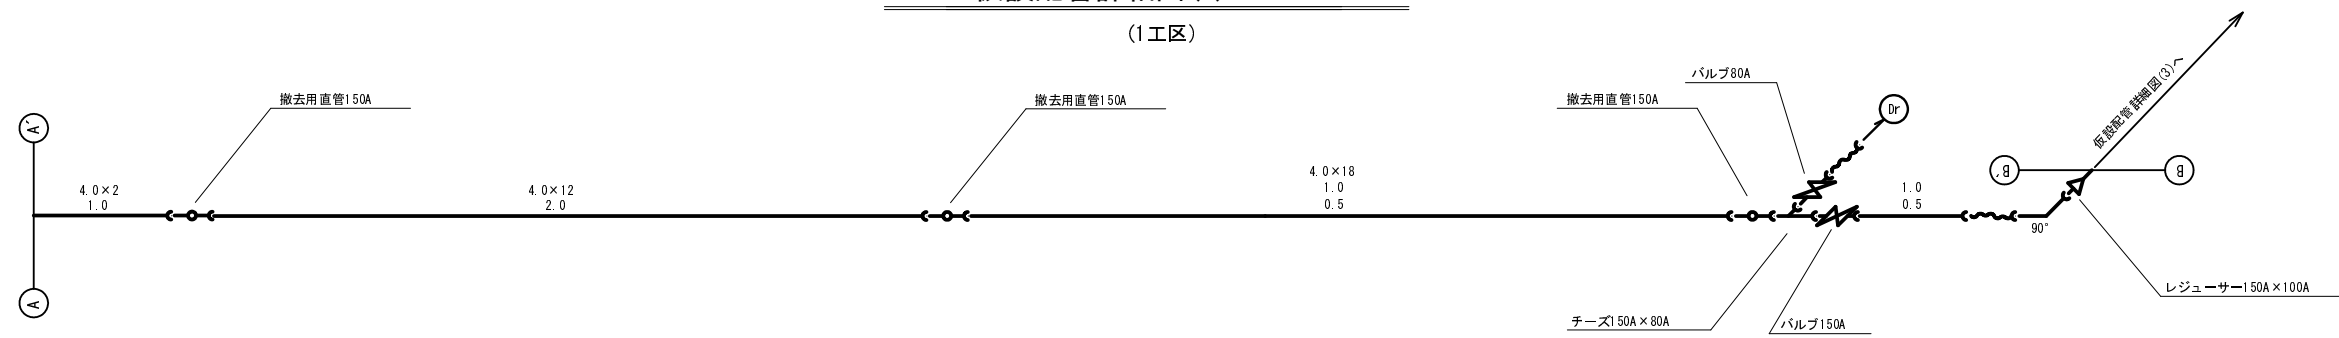 (1工区)
バルブ80A
撤去用直管150A
撤去用直管150A
撤去用直管150A
仮設配管詳細図(3)へ
Dr
A'
4.0×18
1.0
0.5
B'
B
4.0×2
1.0
4.0×12
2.0
1.0
0.5
90°
レジューサー150A×100A
A
チーズ150A×80A
バルブ150A